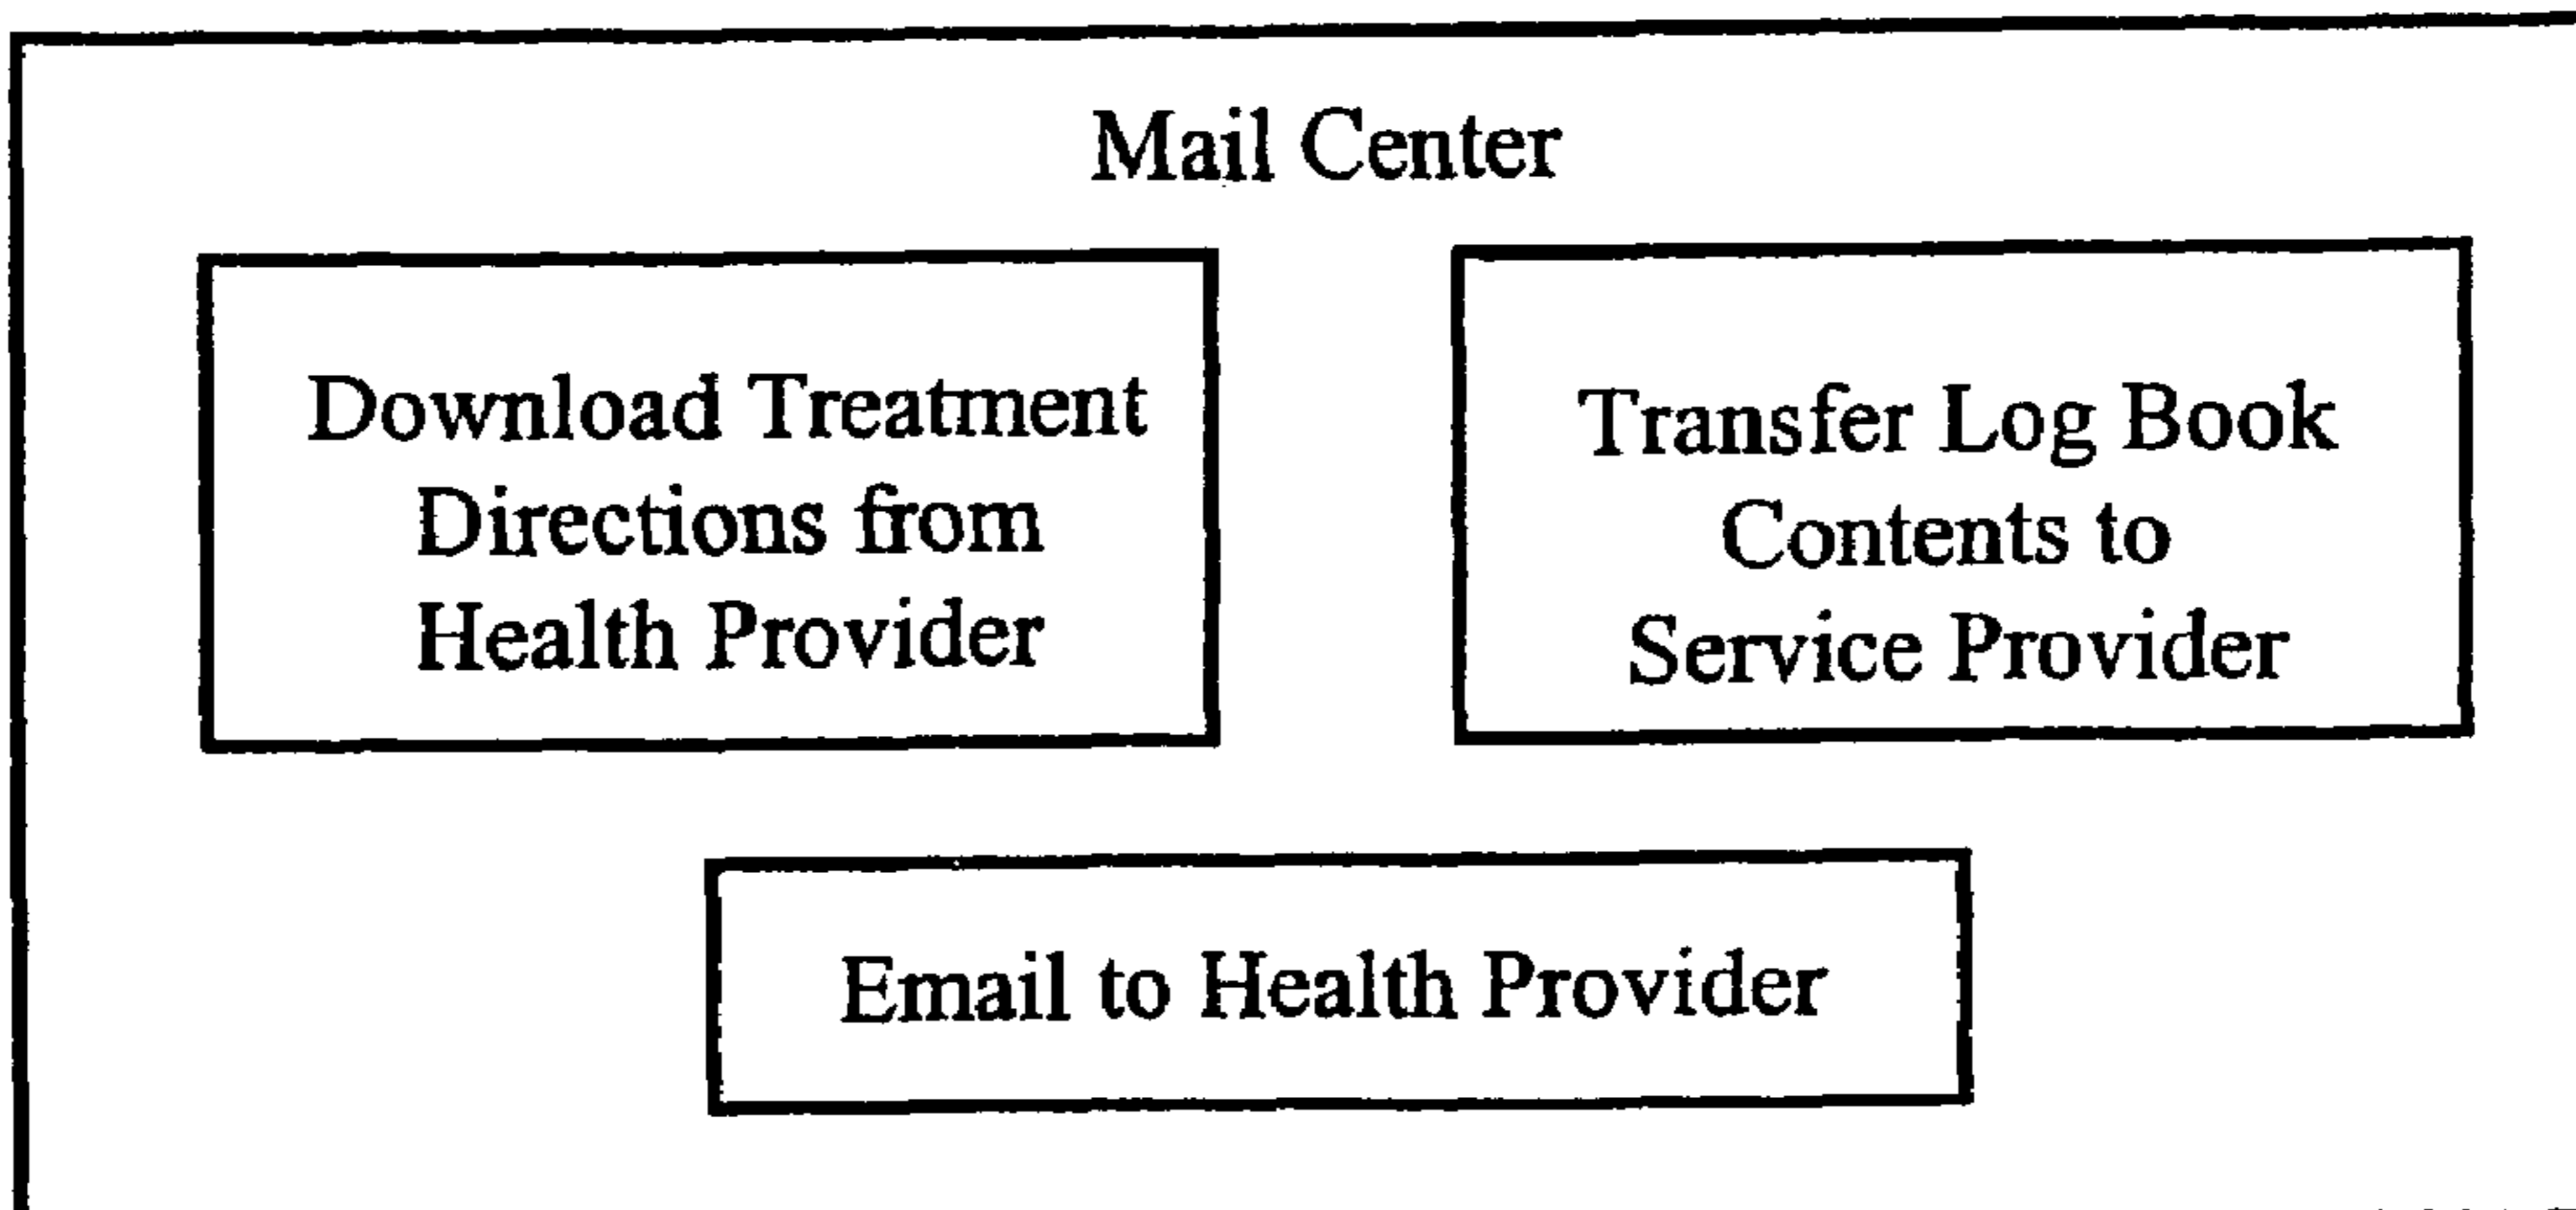 Mail Center
Download Treatment
Directions from
Health Provider
Transfer Log Book
Contents to
Service Provider
Email to Health Provider